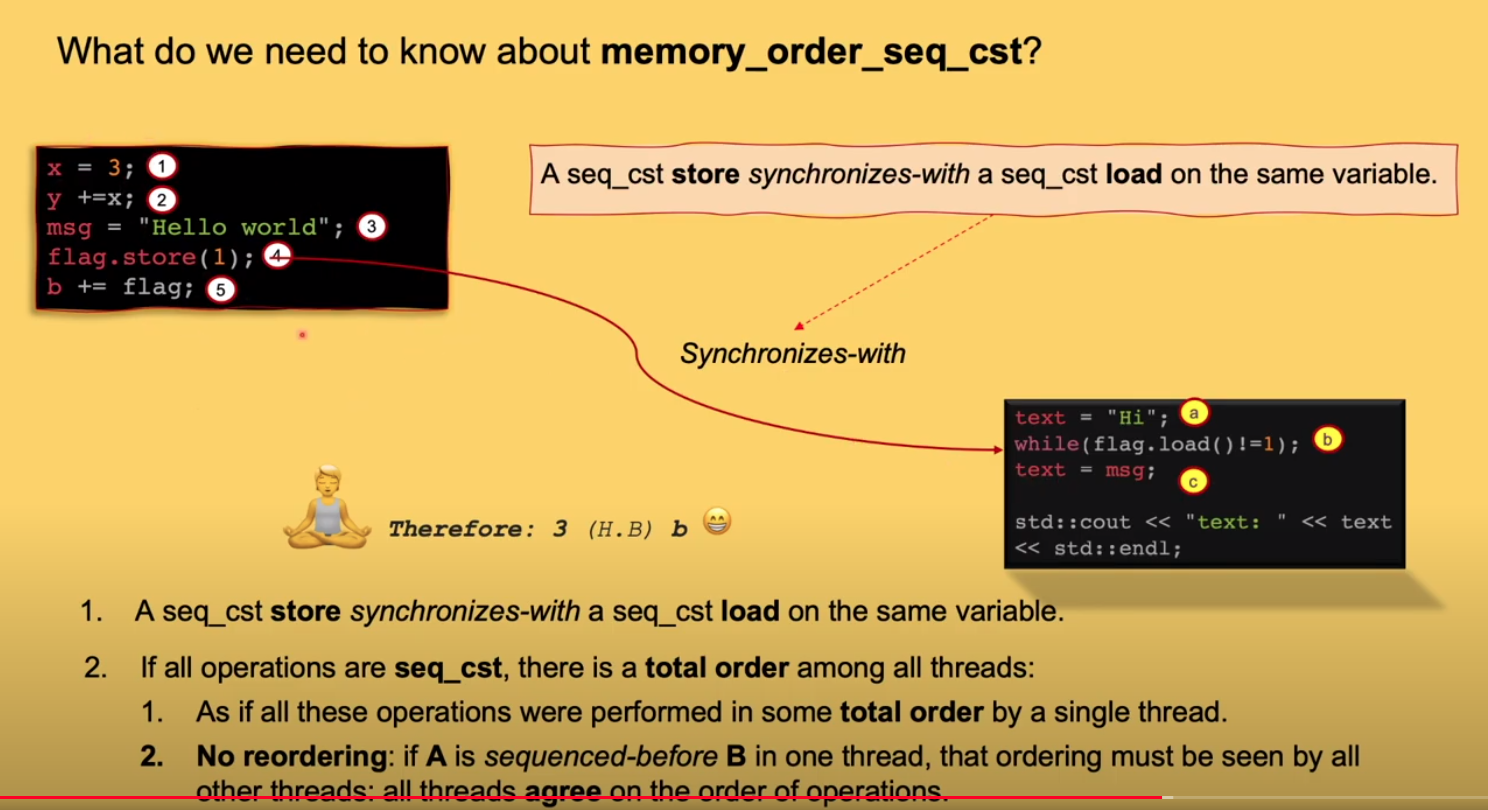 What do we need to know about memory_order_seq_cst?
x = 3; 1
y +=x; 2
msg = "Hello world"; 3
flag.store(1); 4
b += flag; 5
A seq_cst store synchronizes-with a seq_cst load on the same variable.
Synchronizes-with
text = "Hi"; a
while(flag.load()!=1); b
text = msg; c
std::cout << "text: " << text
<< std::endl;
Therefore: 3 (H.B) b
1. A seq_cst store synchronizes-with a seq_cst load on the same variable.
2. If all operations are seq_cst, there is a total order among all threads:
1. As if all these operations were performed in some total order by a single thread.
2. No reordering: if A is sequenced-before B in one thread, that ordering must be seen by all
other threads: all threads agree on the order of operations.